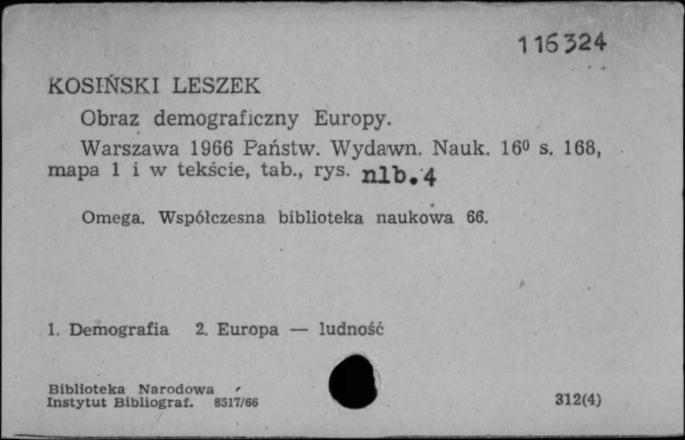 116324
KOSIŃSKI LESZEK
Obraz demograficzny Europy.
Warszawa 1966 Państw. Wydawn. Nauk. 16⁰ s. 168,
mapa 1 i w tekście, tab., rys. nlb.4
Omega. Współczesna biblioteka naukowa 66.
1. Demografia 2. Europa — ludność
Biblioteka Narodowa
Instytut Bibliograf. 8517/66
312(4)